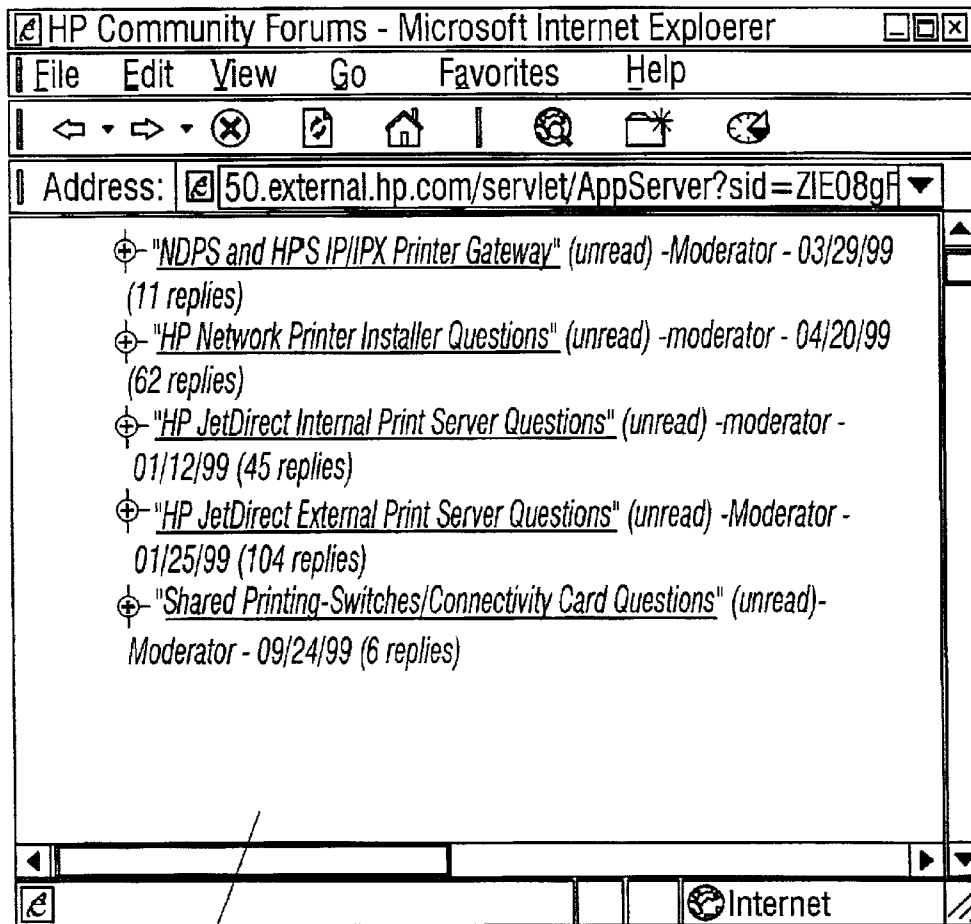 HP Community Forums - Microsoft Internet Exploerer
File Edit View Go Favorites Help
Address: 50.external.hp.com/servlet/AppServer?sid=ZIE08gF
"NDPS and HP'S IP/IPX Printer Gateway" (unread) -Moderator - 03/29/99
(11 replies)
"HP Network Printer Installer Questions" (unread) -moderator - 04/20/99
(62 replies)
"HP JetDirect Internal Print Server Questions" (unread) -moderator -
01/12/99 (45 replies)
"HP JetDirect External Print Server Questions" (unread) -Moderator -
01/25/99 (104 replies)
"Shared Printing-Switches/Connectivity Card Questions" (unread)-
Moderator - 09/24/99 (6 replies)
Internet